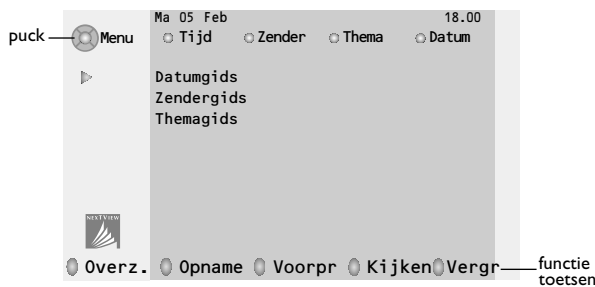 Ma 05 Feb 18.00
puck Menu Tijd Zender Thema Datum
Datumgids
Zendergids
Themagids
NEXTVIEW
Overz. Opname Voorpr Kijken Vergr functie
toetsen